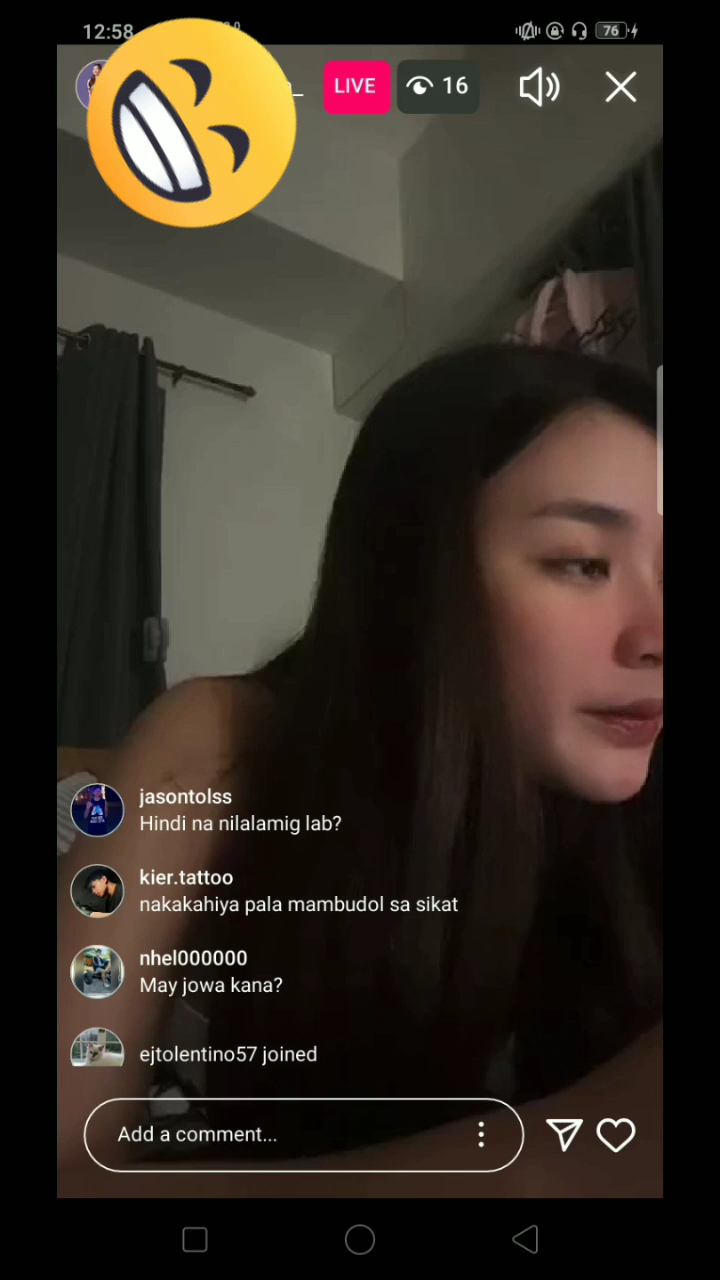 12:58
76
LIVE
16
jasontolss
Hindi na nilalamig lab?
kier.tattoo
nakakahiya pala mambudol sa sikat
nhel000000
May jowa kana?
ejtolentino57 joined
Add a comment...